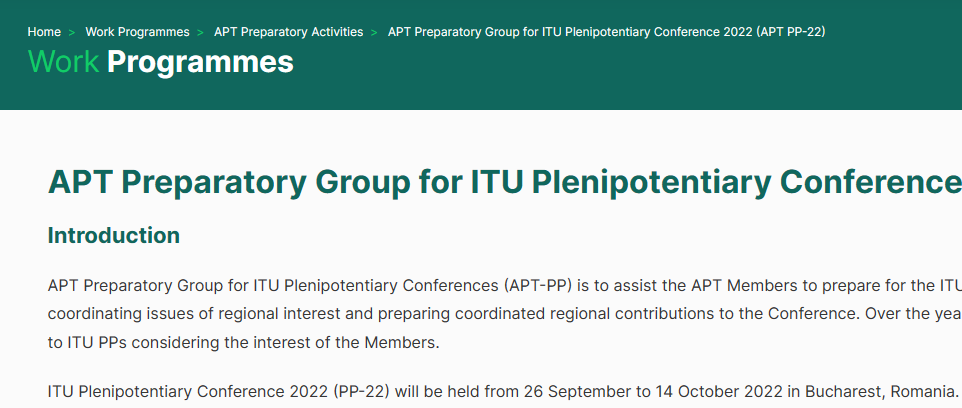 Home > Work Programmes > APT Preparatory Activities > APT Preparatory Group for ITU Plenipotentiary Conference 2022 (APT PP-22)
Work Programmes
APT Preparatory Group for ITU Plenipotentiary Conference
Introduction
APT Preparatory Group for ITU Plenipotentiary Conferences (APT-PP) is to assist the APT Members to prepare for the ITU
coordinating issues of regional interest and preparing coordinated regional contributions to the Conference. Over the
to ITU PPs considering the interest of the Members.
ITU Plenipotentiary Conference 2022 (PP-22) will be held from 26 September to 14 October 2022 in Bucharest, Romania.